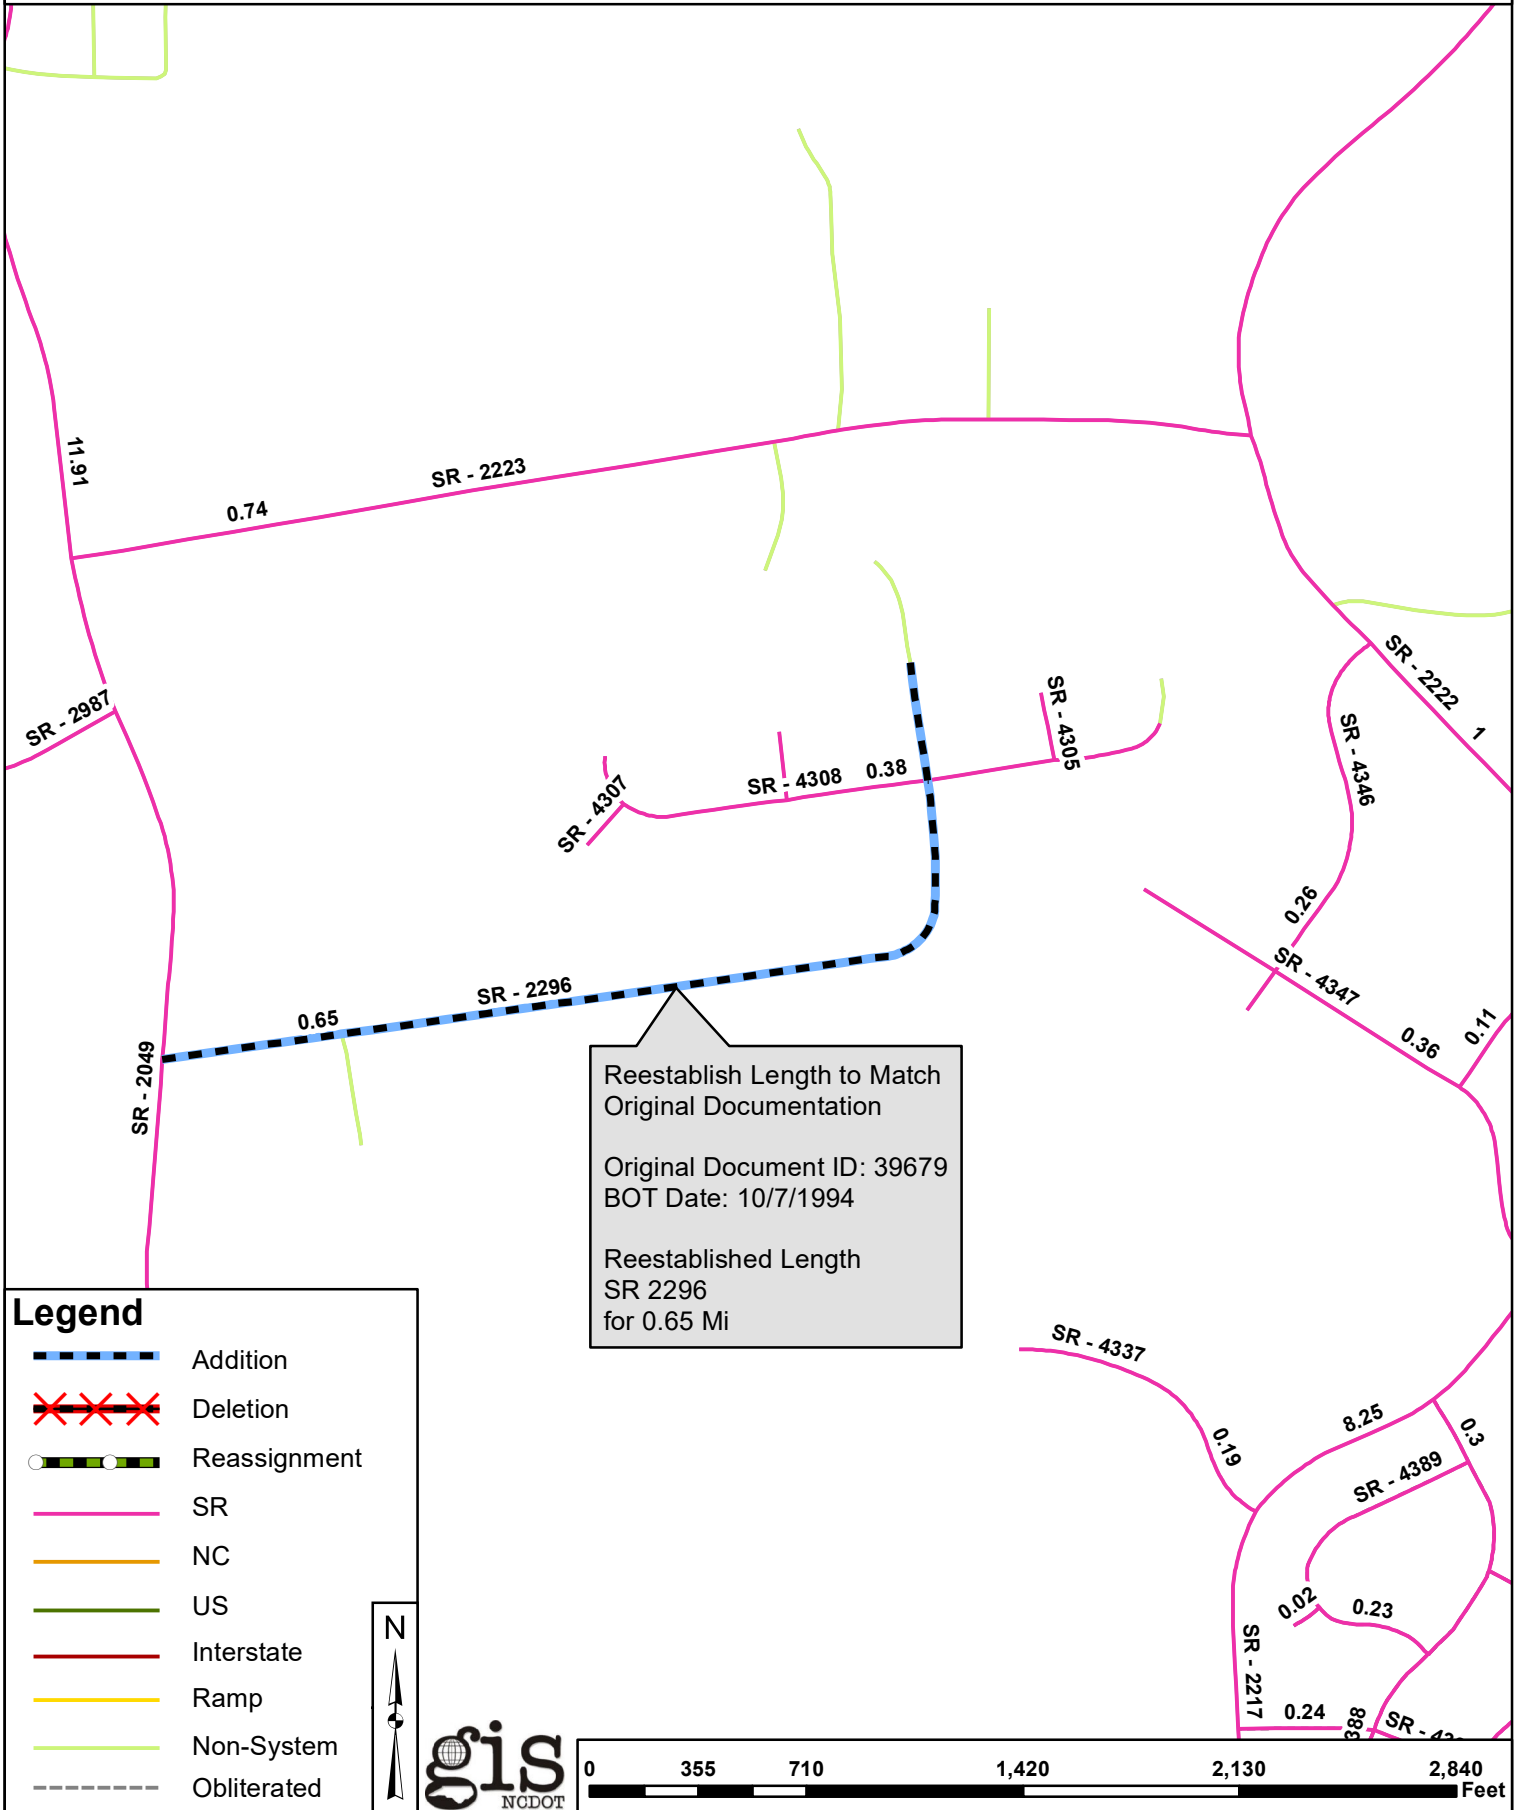 11.91
SR - 2223
0.74
SR - 2987
SR - 2222
1
SR - 4305
SR - 4346
SR - 4308
0.38
SR - 4307
0.26
SR - 4347
0.36
0.11
SR - 2296
0.65
SR - 2049
Reestablish Length to Match
Original Documentation
Original Document ID: 39679
BOT Date: 10/7/1994
Reestablished Length
SR 2296
for 0.65 Mi
SR - 4337
0.19
8.25
0.3
SR - 4389
0.02
0.23
SR - 2217
0.24
388
SR -
Legend
Addition
Deletion
Reassignment
SR
NC
US
Interstate
Ramp
Non-System
Obliterated
N
gis
NCDOT
0 355 710 1,420 2,130 2,840
Feet